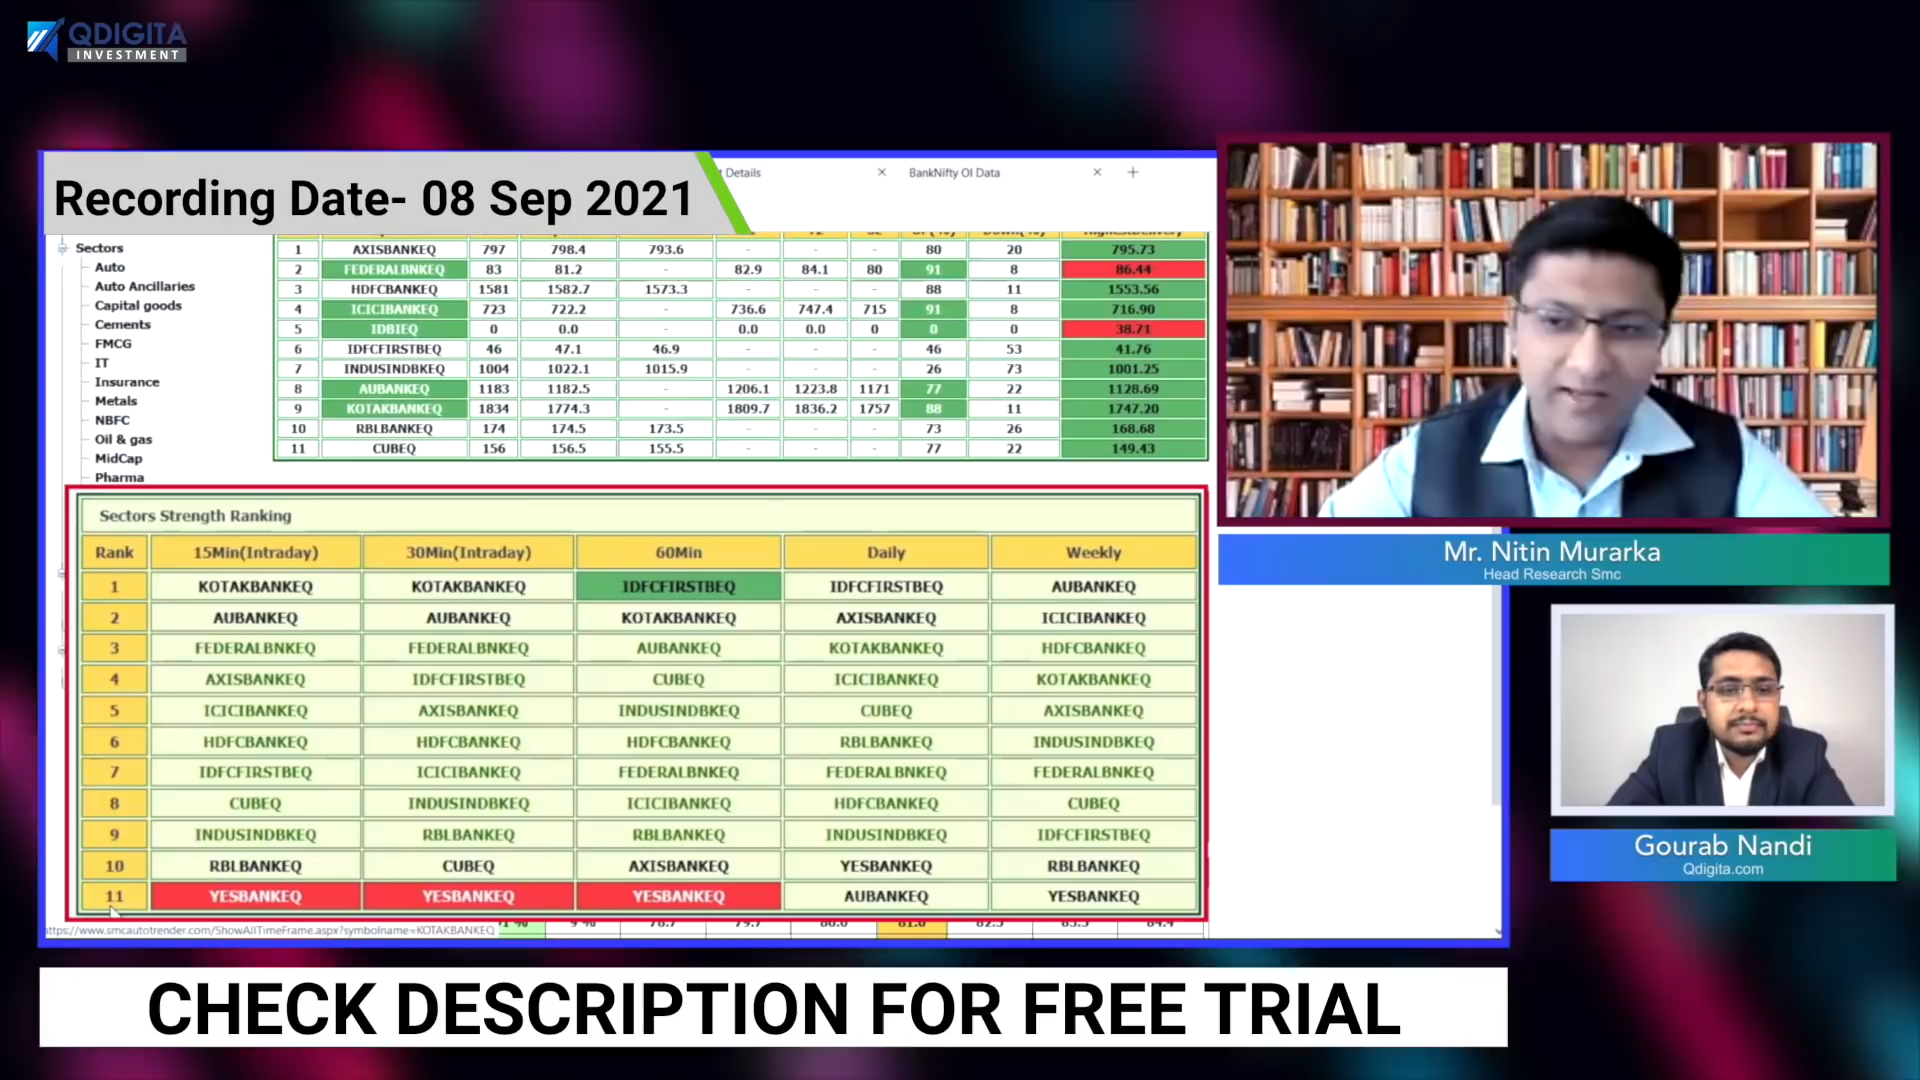 QDIGITA
INVESTMENT
Recording Date- 08 Sep 2021
Details × BankNifty OI Data × +
Sectors
Auto
Auto Ancillaries
Capital goods
Cements
FMCG
IT
Insurance
Metals
NBFC
Oil & gas
MidCap
Pharma
1 AXISBANKEQ 797 798.4 793.6 - - - 80 20 795.73
2 FEDERALBNKEQ 83 81.2 - 82.9 84.1 80 91 8 86.44
3 HDFCBANKEQ 1581 1582.7 1573.3 - - - 88 11 1553.56
4 ICICIBANKEQ 723 722.2 - 736.6 747.4 715 91 8 716.90
5 IDBIEQ 0 0.0 - 0.0 0.0 0 0 0 38.71
6 IDFCFIRSTBEQ 46 47.1 46.9 - - - 46 53 41.76
7 INDUSINDBKEQ 1004 1022.1 1015.9 - - - 26 73 1001.25
8 AUBANKEQ 1183 1182.5 - 1206.1 1223.8 1171 77 22 1128.69
9 KOTAKBANKEQ 1834 1774.3 - 1809.7 1836.2 1757 88 11 1747.20
10 RBLBANKEQ 174 174.5 173.5 - - - 73 26 168.68
11 CUBEQ 156 156.5 155.5 - - - 77 22 149.43
Sectors Strength Ranking
Rank 15Min(Intraday) 30Min(Intraday) 60Min Daily Weekly
1 KOTAKBANKEQ KOTAKBANKEQ IDFCFIRSTBEQ IDFCFIRSTBEQ AUBANKEQ
2 AUBANKEQ AUBANKEQ KOTAKBANKEQ AXISBANKEQ ICICIBANKEQ
3 FEDERALBNKEQ FEDERALBNKEQ AUBANKEQ KOTAKBANKEQ HDFCBANKEQ
4 AXISBANKEQ IDFCFIRSTBEQ CUBEQ ICICIBANKEQ KOTAKBANKEQ
5 ICICIBANKEQ AXISBANKEQ INDUSINDBKEQ CUBEQ AXISBANKEQ
6 HDFCBANKEQ HDFCBANKEQ HDFCBANKEQ RBLBANKEQ INDUSINDBKEQ
7 IDFCFIRSTBEQ ICICIBANKEQ FEDERALBNKEQ FEDERALBNKEQ FEDERALBNKEQ
8 CUBEQ INDUSINDBKEQ ICICIBANKEQ HDFCBANKEQ CUBEQ
9 INDUSINDBKEQ RBLBANKEQ RBLBANKEQ INDUSINDBKEQ IDFCFIRSTBEQ
10 RBLBANKEQ CUBEQ AXISBANKEQ YESBANKEQ RBLBANKEQ
11 YESBANKEQ YESBANKEQ YESBANKEQ AUBANKEQ YESBANKEQ
https://www.smcautotrender.com/ShowAllTimeFrame.aspx?symbolname=KOTAKBANKEQ
Mr. Nitin Murarka
Head Research Smc
Gourab Nandi
Qdigita.com
CHECK DESCRIPTION FOR FREE TRIAL